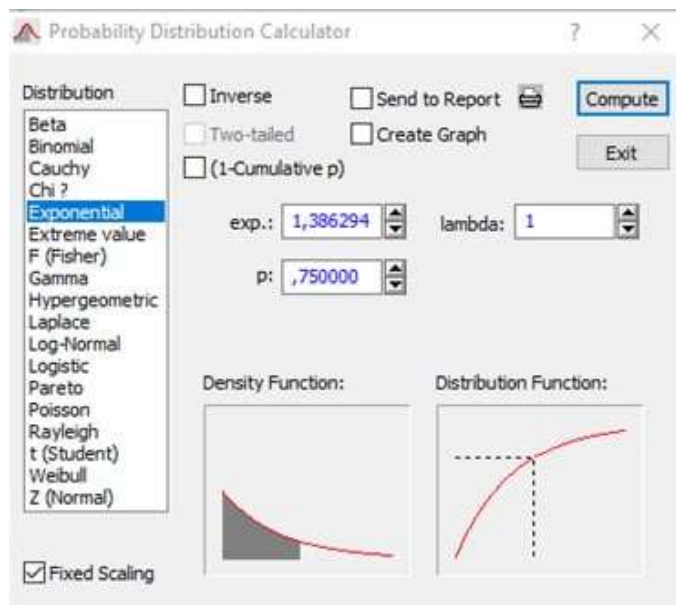 Probability Distribution Calculator ? ×
Distribution
Beta
Binomial
Cauchy
Chi ?
Exponential
Extreme value
F (Fisher)
Gamma
Hypergeometric
Laplace
Log-Normal
Logistic
Pareto
Poisson
Rayleigh
t (Student)
Weibull
Z (Normal)
Fixed Scaling
Inverse
Send to Report
Compute
Two-tailed
Create Graph
Exit
(1-Cumulative p)
exp.: 1,386294
lambda: 1
p: ,750000
Density Function:
Distribution Function: